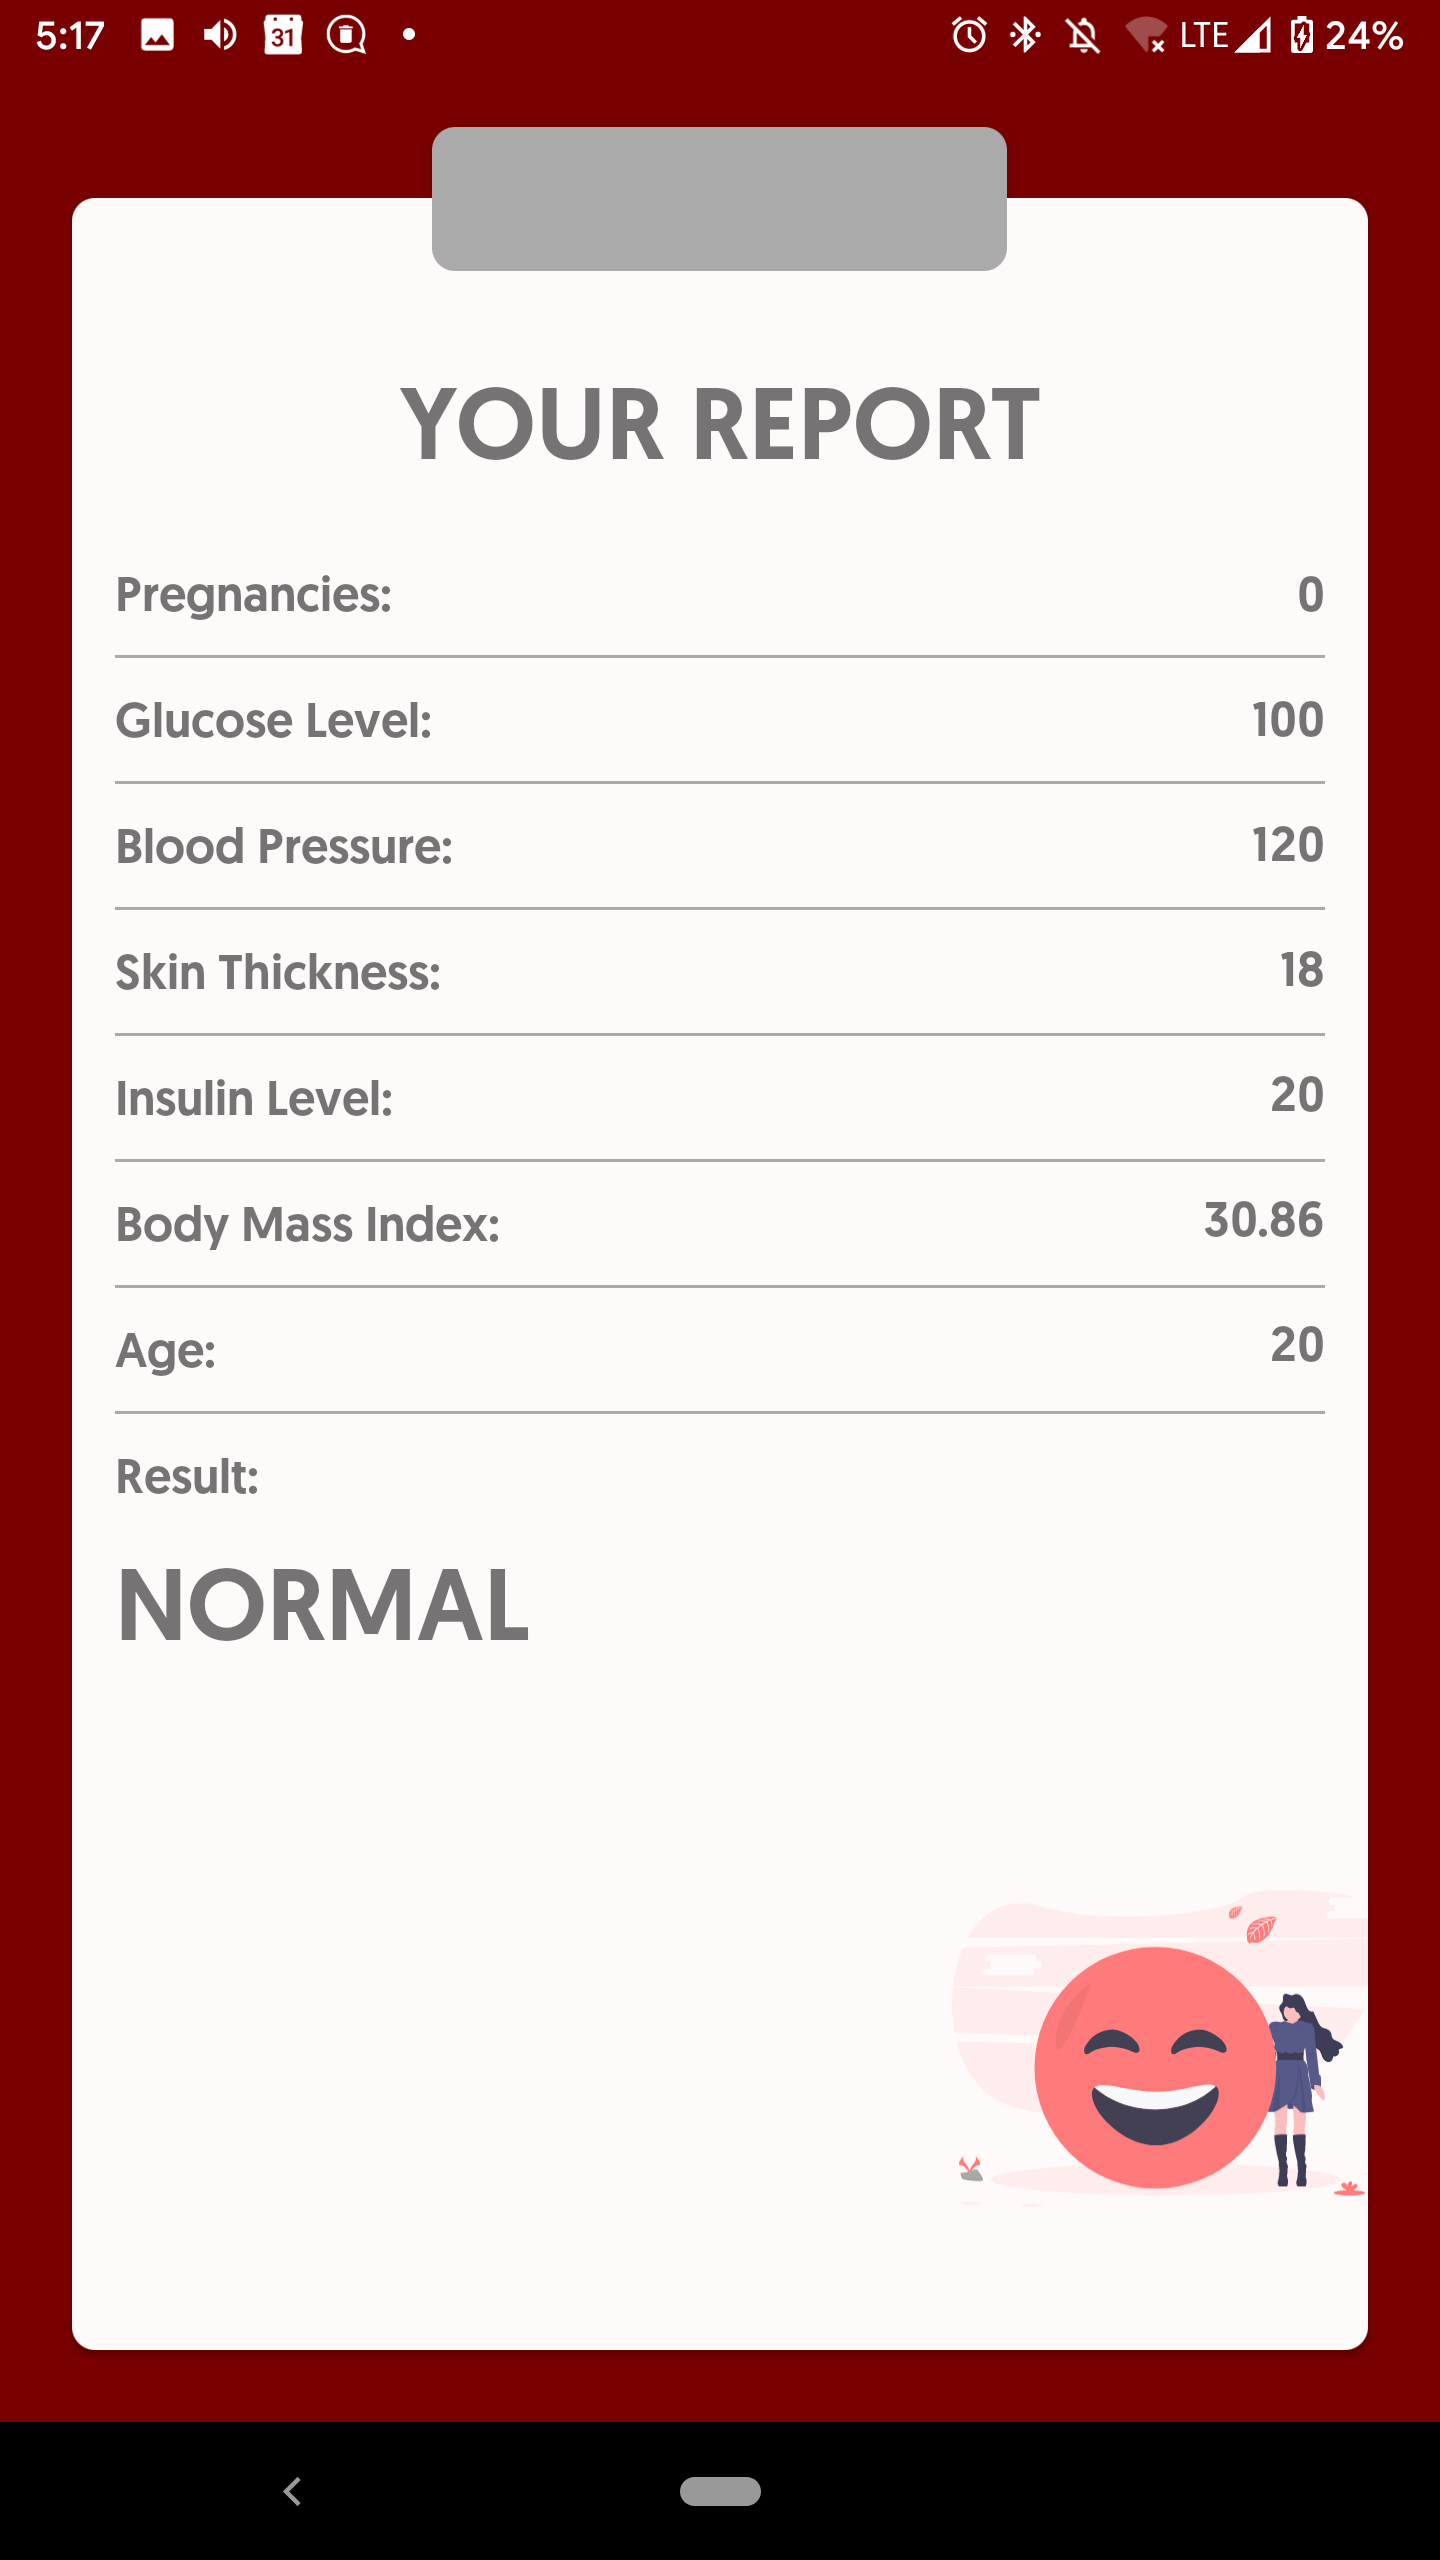 5:17 31 LTE 24%
YOUR REPORT
Pregnancies: 0
Glucose Level: 100
Blood Pressure: 120
Skin Thickness: 18
Insulin Level: 20
Body Mass Index: 30.86
Age: 20
Result:
NORMAL